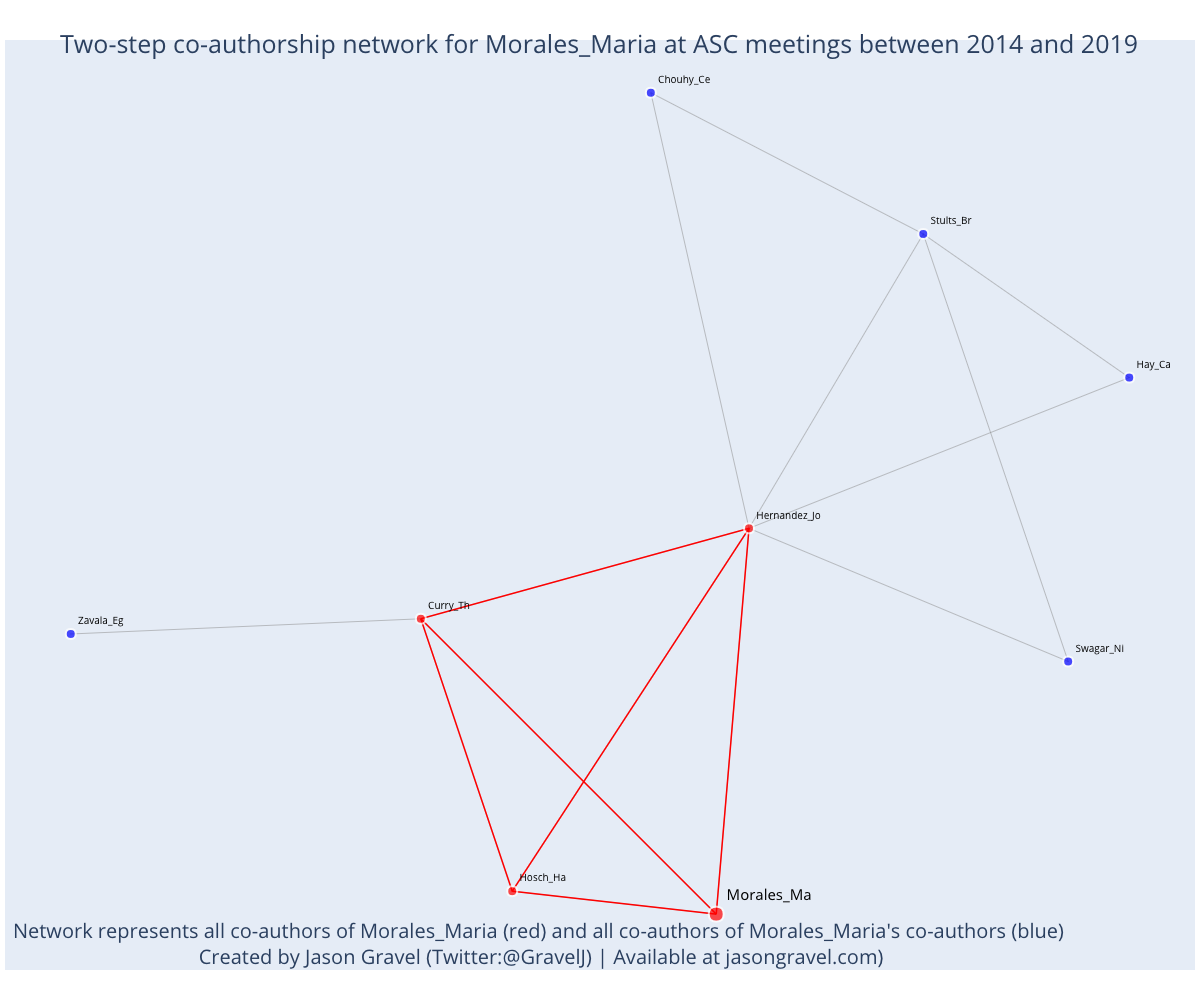 Two-step co-authorship network for Morales_Maria at ASC meetings between 2014 and 2019
Chouhy_Ce
Stults_Br
Hay_Ca
Hernandez_Jo
Curry_Th
Zavala_Eg
Swagar_Ni
Hosch_Ha
Morales_Ma
Network represents all co-authors of Morales_Maria (red) and all co-authors of Morales_Maria's co-authors (blue)
Created by Jason Gravel (Twitter:@GravelJ) | Available at jasongravel.com)